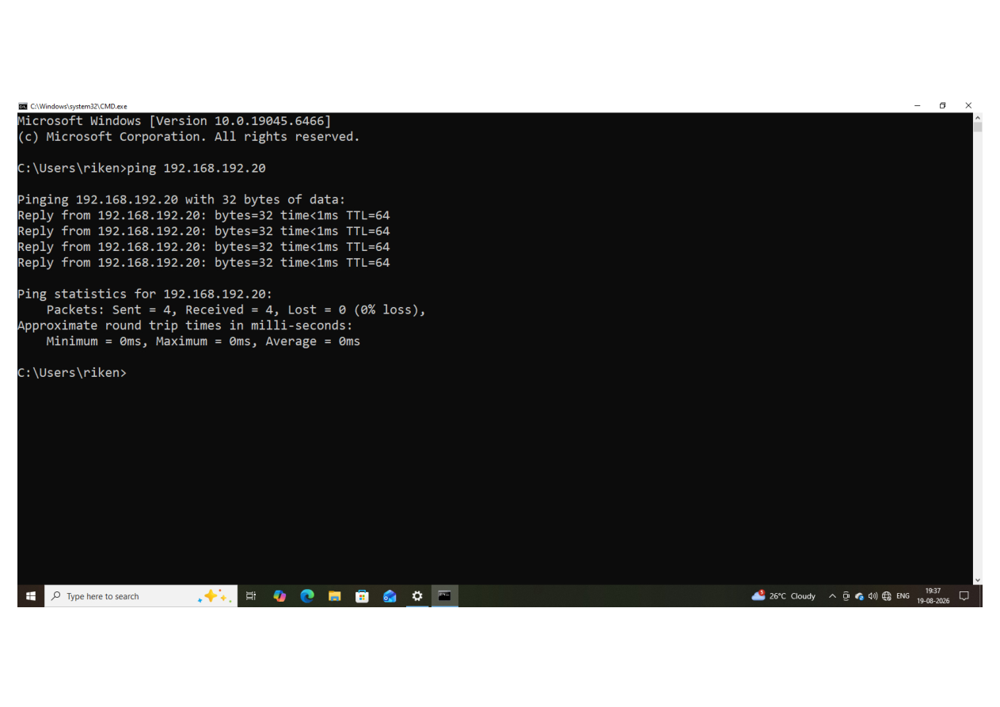 C:\Windows\system32\CMD.exe
Microsoft Windows [Version 10.0.19045.6466]
(c) Microsoft Corporation. All rights reserved.
C:\Users\riken>ping 192.168.192.20
Pinging 192.168.192.20 with 32 bytes of data:
Reply from 192.168.192.20: bytes=32 time<1ms TTL=64
Reply from 192.168.192.20: bytes=32 time<1ms TTL=64
Reply from 192.168.192.20: bytes=32 time<1ms TTL=64
Reply from 192.168.192.20: bytes=32 time<1ms TTL=64
Ping statistics for 192.168.192.20:
    Packets: Sent = 4, Received = 4, Lost = 0 (0% loss),
Approximate round trip times in milli-seconds:
    Minimum = 0ms, Maximum = 0ms, Average = 0ms
C:\Users\riken>
Type here to search
26°C Cloudy
ENG
19:37
19-08-2026